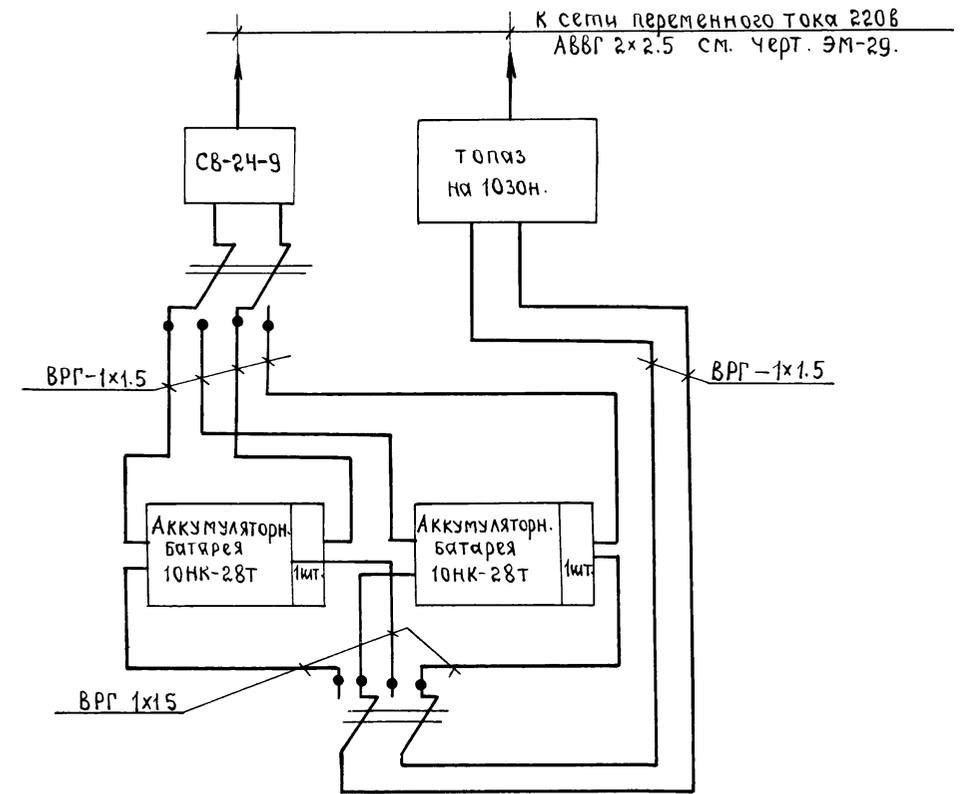 К сети переменного тока 220в
АВВГ 2×2.5 см. черт. ЭМ-29.
СВ-24-9
топаз
на 10зон.
ВРГ-1×1.5
ВРГ-1×1.5
Аккумуляторн.
батарея
10НК-28т
1шт.
Аккумуляторн.
батарея
10НК-28т
1шт.
ВРГ 1×15